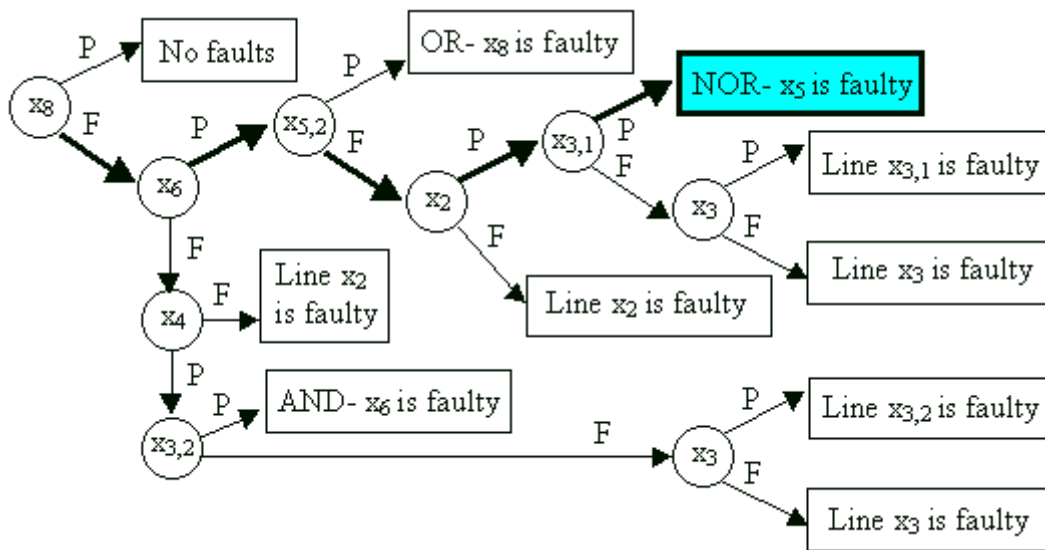 No faults
OR- x8 is faulty
NOR- x5 is faulty
P
P
x8
F
P
x5,2
F
P
x3,1
P
F
P
Line x3,1 is faulty
x6
x2
x3
F
F
F
Line x3 is faulty
Line x2
is faulty
x4
F
Line x2 is faulty
P
P
AND- x6 is faulty
P
Line x3,2 is faulty
x3,2
F
x3
F
Line x3 is faulty